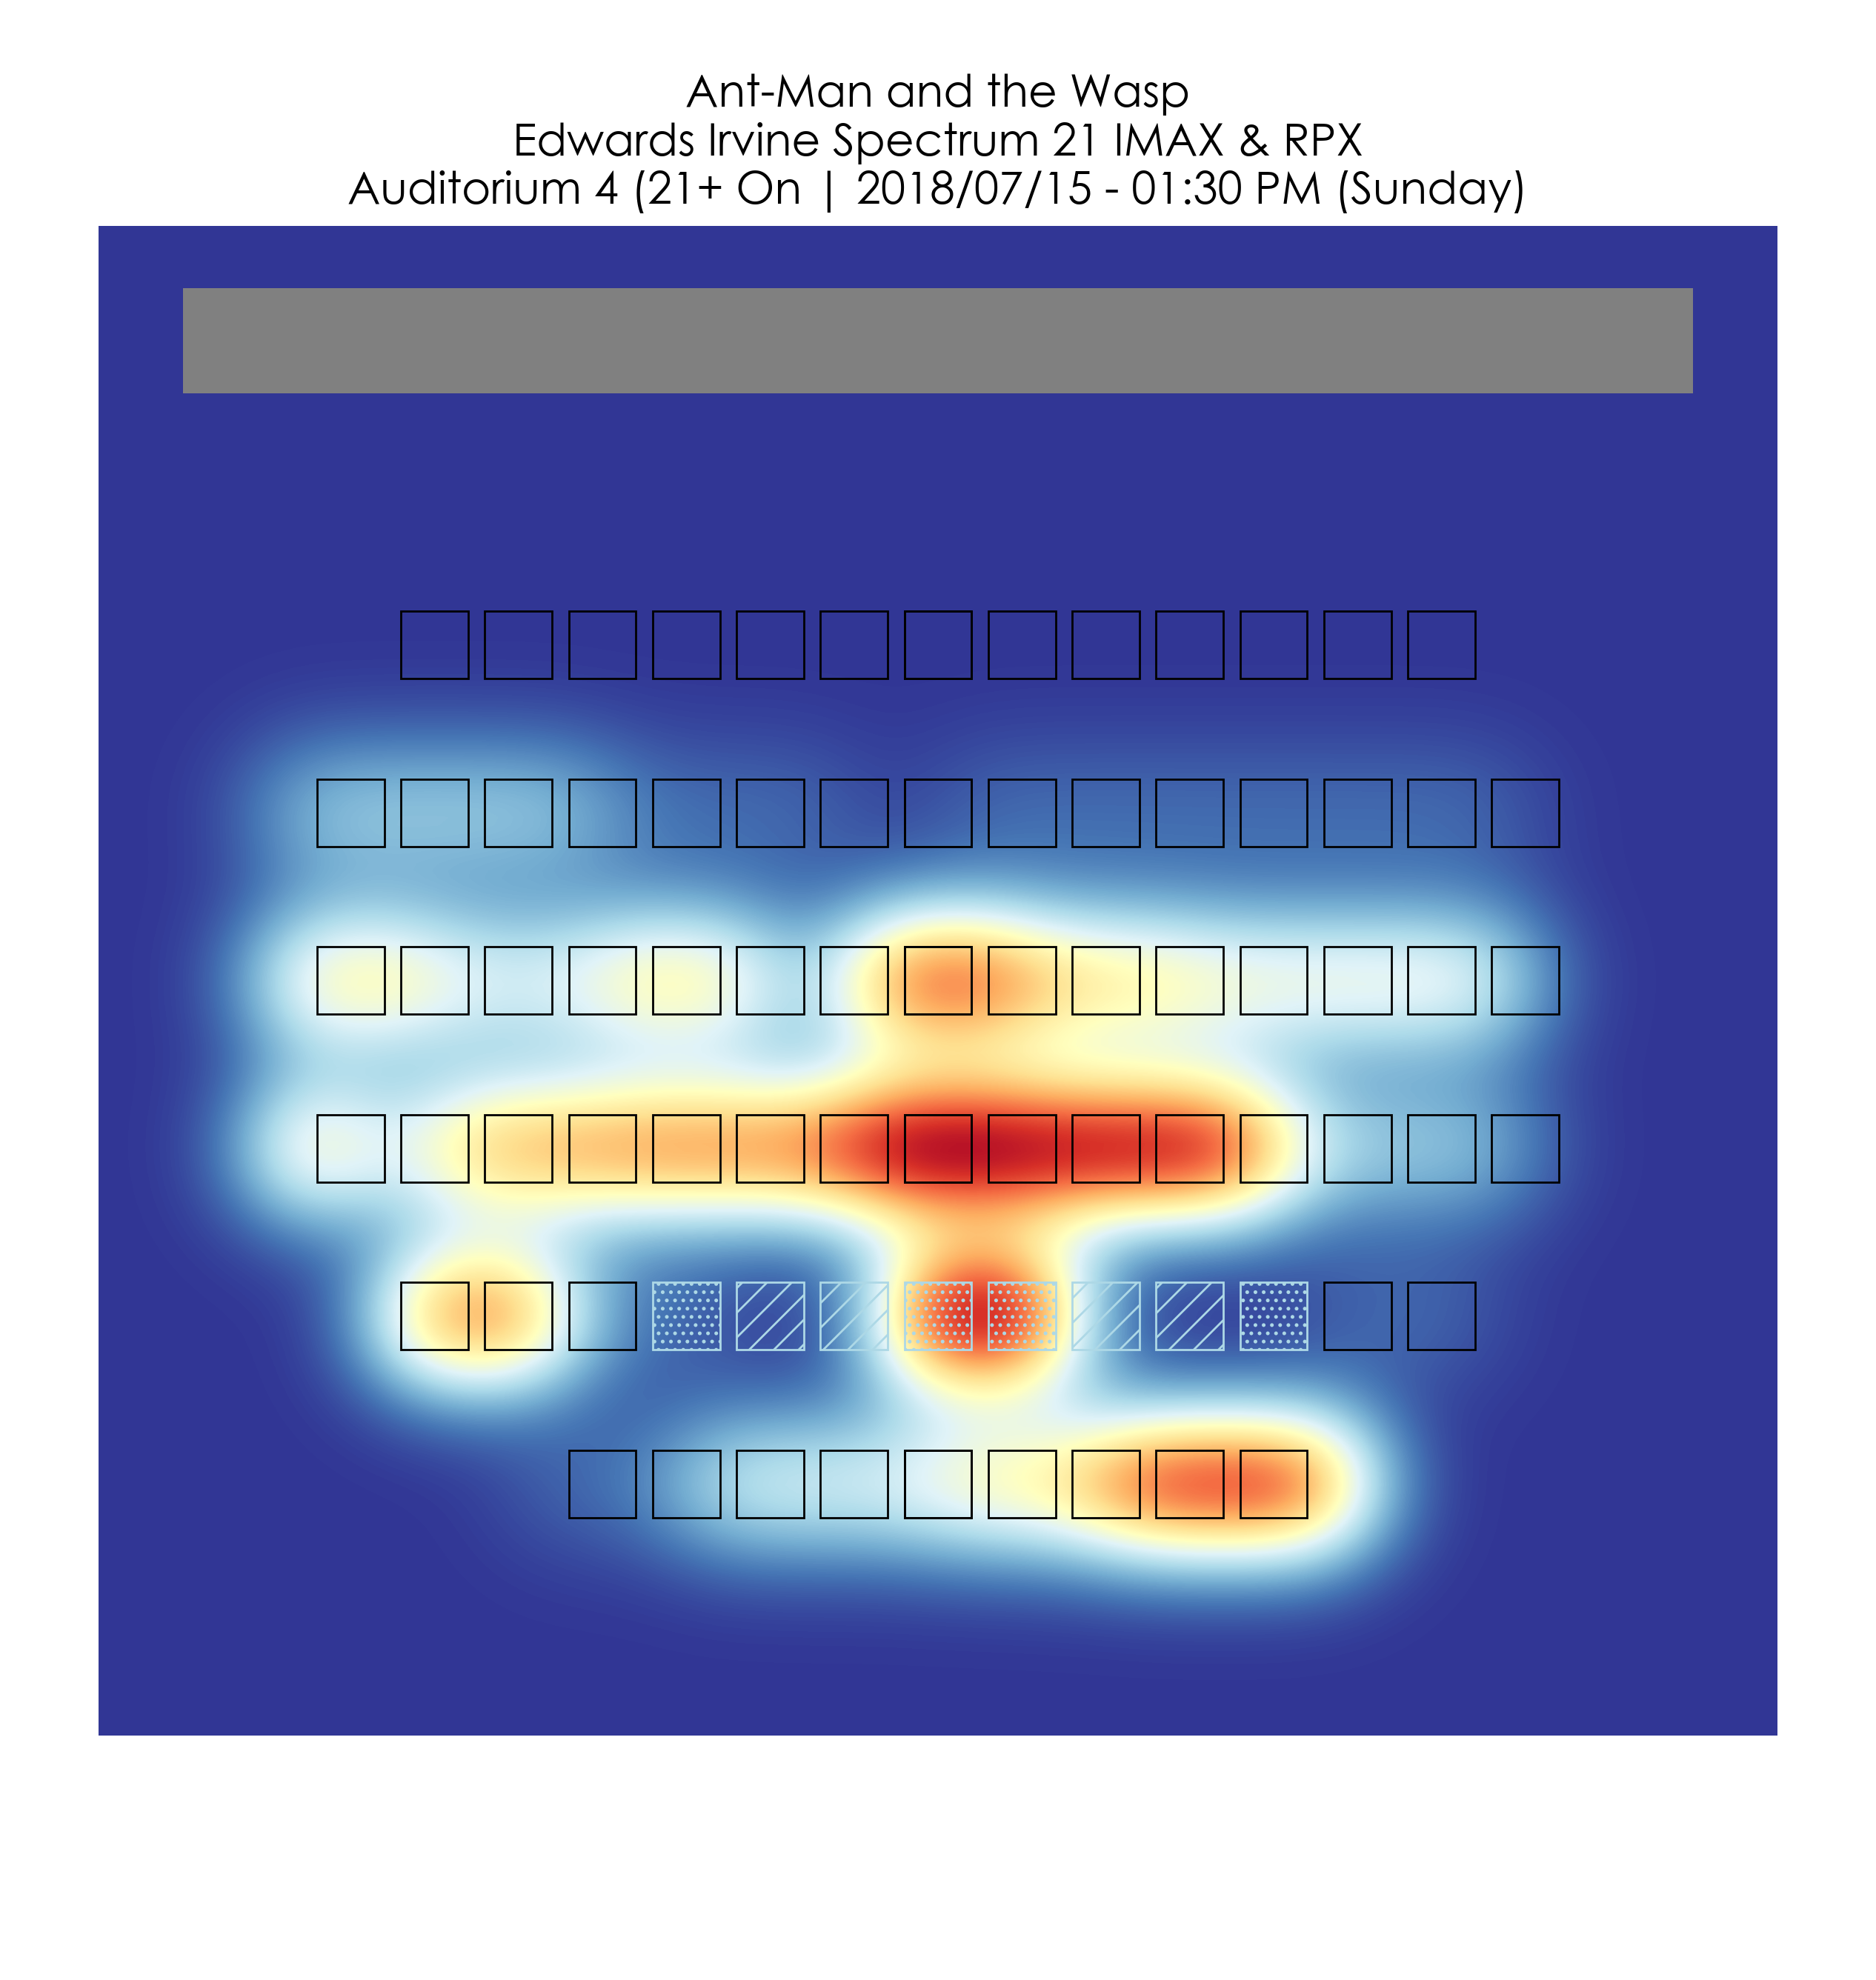 Ant-Man and the Wasp
Edwards Irvine Spectrum 21 IMAX & RPX
Auditorium 4 (21+ On | 2018/07/15 - 01:30 PM (Sunday)